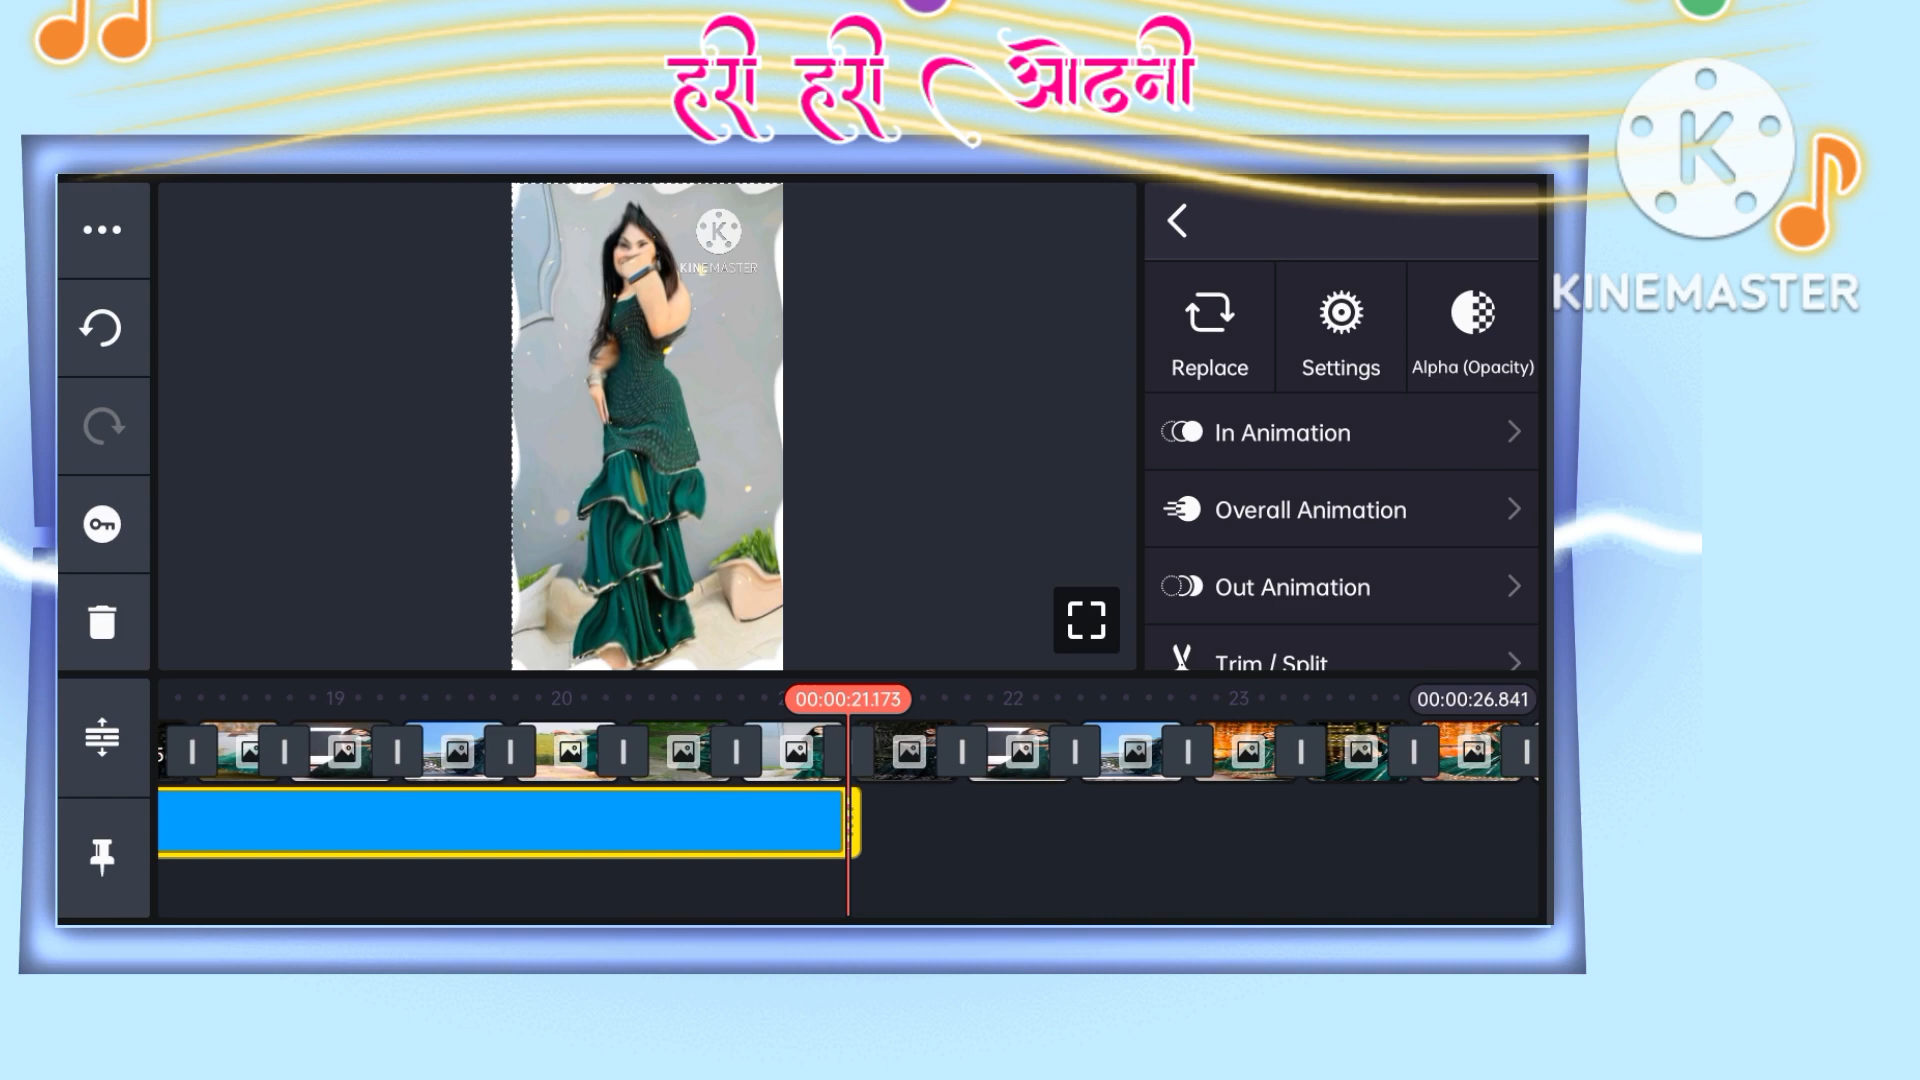 हरी हरी ओढनी
KINEMASTER
KINEMASTER
Replace
Settings
Alpha (Opacity)
In Animation
Overall Animation
Out Animation
Trim / Split
19
20
00:00:21.173
22
23
00:00:26.841